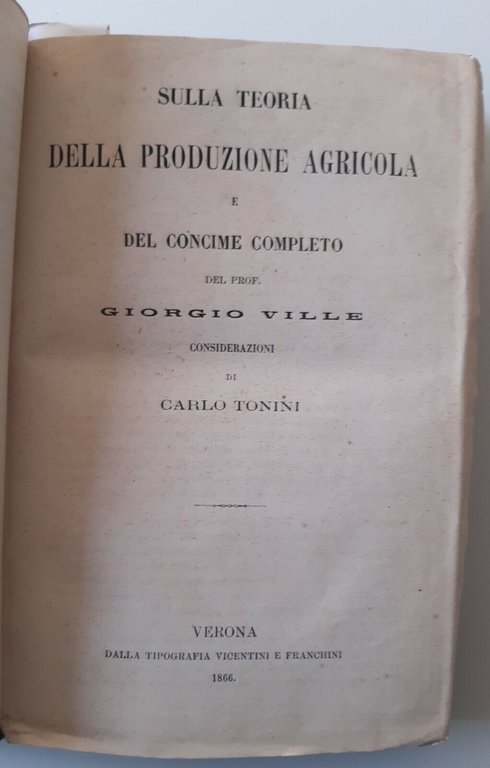 SULLA TEORIA
DELLA PRODUZIONE AGRICOLA
E
DEL CONCIME COMPLETO
DEL PROF.
GIORGIO VILLE
CONSIDERAZIONI
DI
CARLO TONINI
VERONA
DALLA TIPOGRAFIA VICENTINI E FRANCHINI
1866.